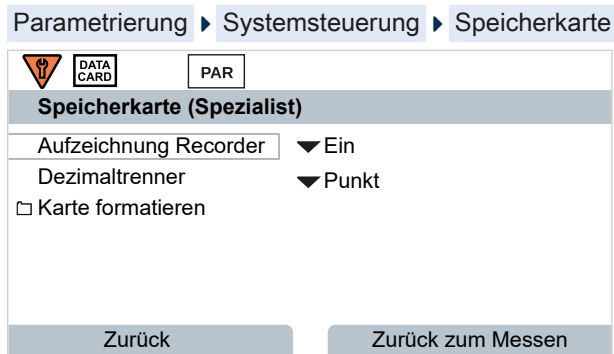 Parametrierung Systemsteuerung Speicherkarte
DATA
CARD
PAR
Speicherkarte (Spezialist)
Aufzeichnung Recorder Ein
Dezimaltrenner Punkt
Karte formatieren
Zurück Zurück zum Messen